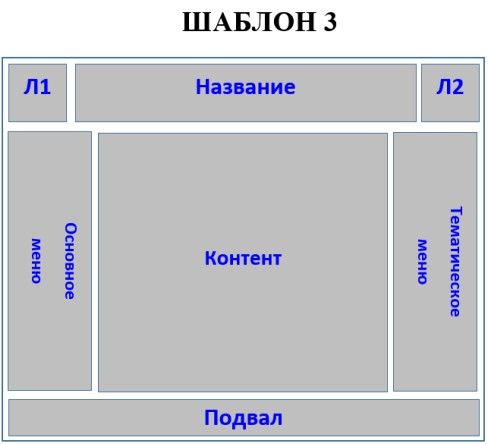 ШАБЛОН 3
Л1
Название
Л2
Основное
меню
Контент
Тематическое
меню
Подвал